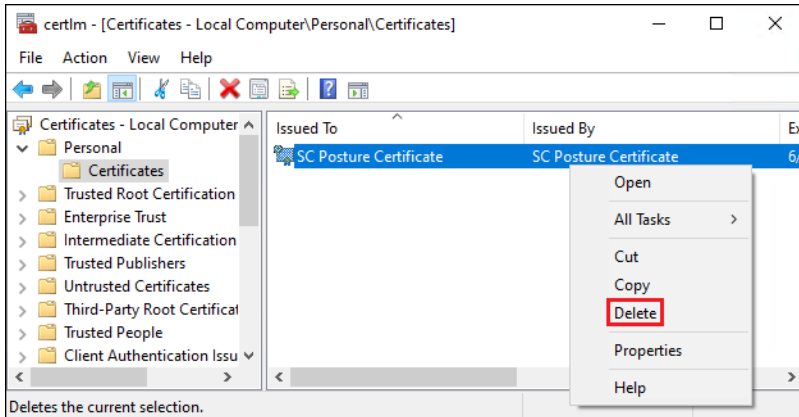 certlm - [Certificates - Local Computer\Personal\Certificates]
File Action View Help
Certificates - Local Computer
Personal
Certificates
Trusted Root Certification
Enterprise Trust
Intermediate Certification
Trusted Publishers
Untrusted Certificates
Third-Party Root Certificat
Trusted People
Client Authentication Issu
Issued To Issued By Ex
SC Posture Certificate SC Posture Certificate 6/
Open
All Tasks
Cut
Copy
Delete
Properties
Help
Deletes the current selection.